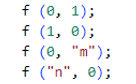 f (0, 1);
f (1, 0);
f (0, "m");
f ("n", 0);